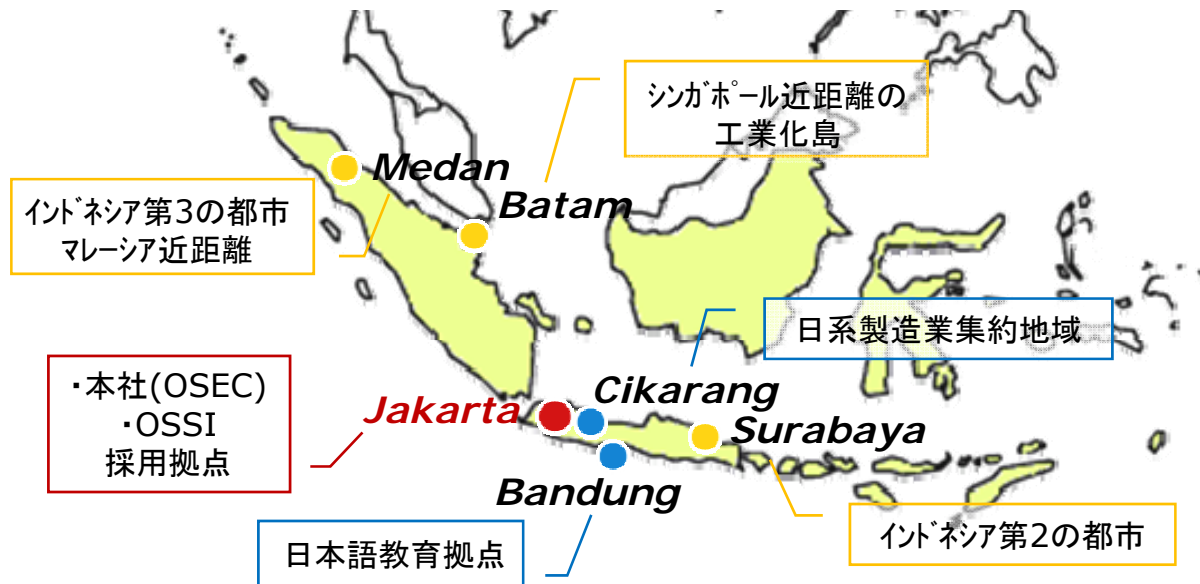 シンガポール近距離の
工業化島
Medan
Batam
インドネシア第3の都市
マレーシア近距離
日系製造業集約地域
・本社(OSEC)
・OSSI
採用拠点
Jakarta
Cikarang
Surabaya
Bandung
インドネシア第2の都市
日本語教育拠点